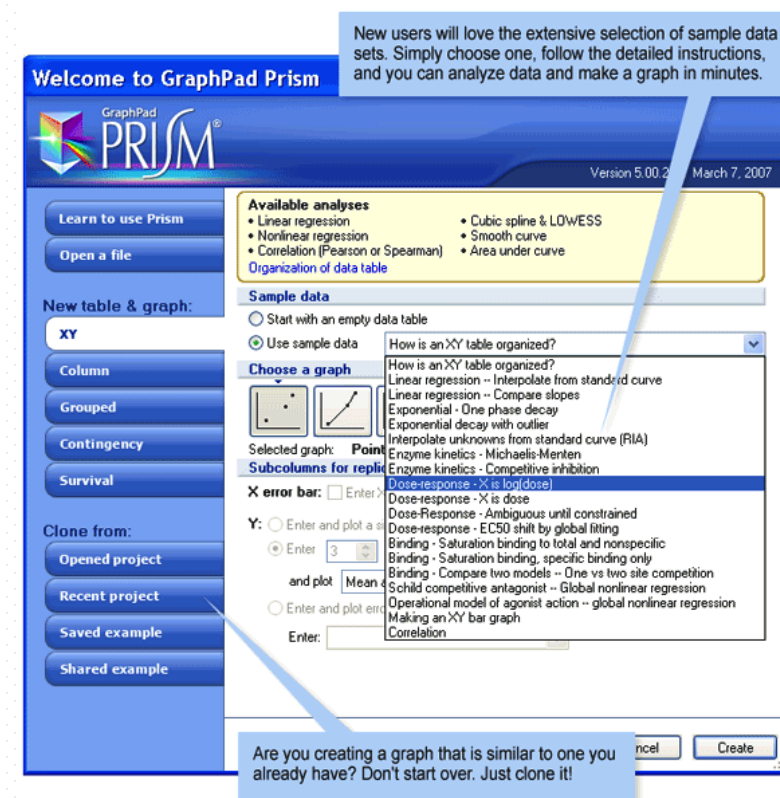 New users will love the extensive selection of sample data
sets. Simply choose one, follow the detailed instructions,
and you can analyze data and make a graph in minutes.
Welcome to GraphPad Prism
GraphPad
PRISM®
Version 5.00.2
March 7, 2007
Learn to use Prism
Open a file
New table & graph:
XY
Column
Grouped
Contingency
Survival
Clone from:
Opened project
Recent project
Saved example
Shared example
Available analyses
• Linear regression
• Nonlinear regression
• Correlation (Pearson or Spearman)
• Cubic spline & LOWESS
• Smooth curve
• Area under curve
Organization of data table
Sample data
Start with an empty data table
Use sample data
How is an XY table organized?
How is an XY table organized?
Linear regression -- Interpolate from standard curve
Linear regression -- Compare slopes
Exponential - One phase decay
Exponential decay with outlier
Interpolate unknowns from standard curve (RIA)
Enzyme kinetics - Michaelis-Menten
Enzyme kinetics - Competitive inhibition
Dose-response - X is log(dose)
Dose-response - X is dose
Dose-Response - Ambiguous until constrained
Dose-response - EC50 shift by global fitting
Binding - Saturation binding to total and nonspecific
Binding - Saturation binding, specific binding only
Binding - Compare two models -- One vs two site competition
Schild competitive antagonist -- Global nonlinear regression
Operational model of agonist action -- global nonlinear regression
Making an XY bar graph
Correlation
Choose a graph
Selected graph: Point
Subcolumns for replic
X error bar: Enter X
Y: Enter and plot a si
Enter 3
and plot Mean &
Enter and plot erro
Enter:
ncel
Create
Are you creating a graph that is similar to one you
already have? Don't start over. Just clone it!